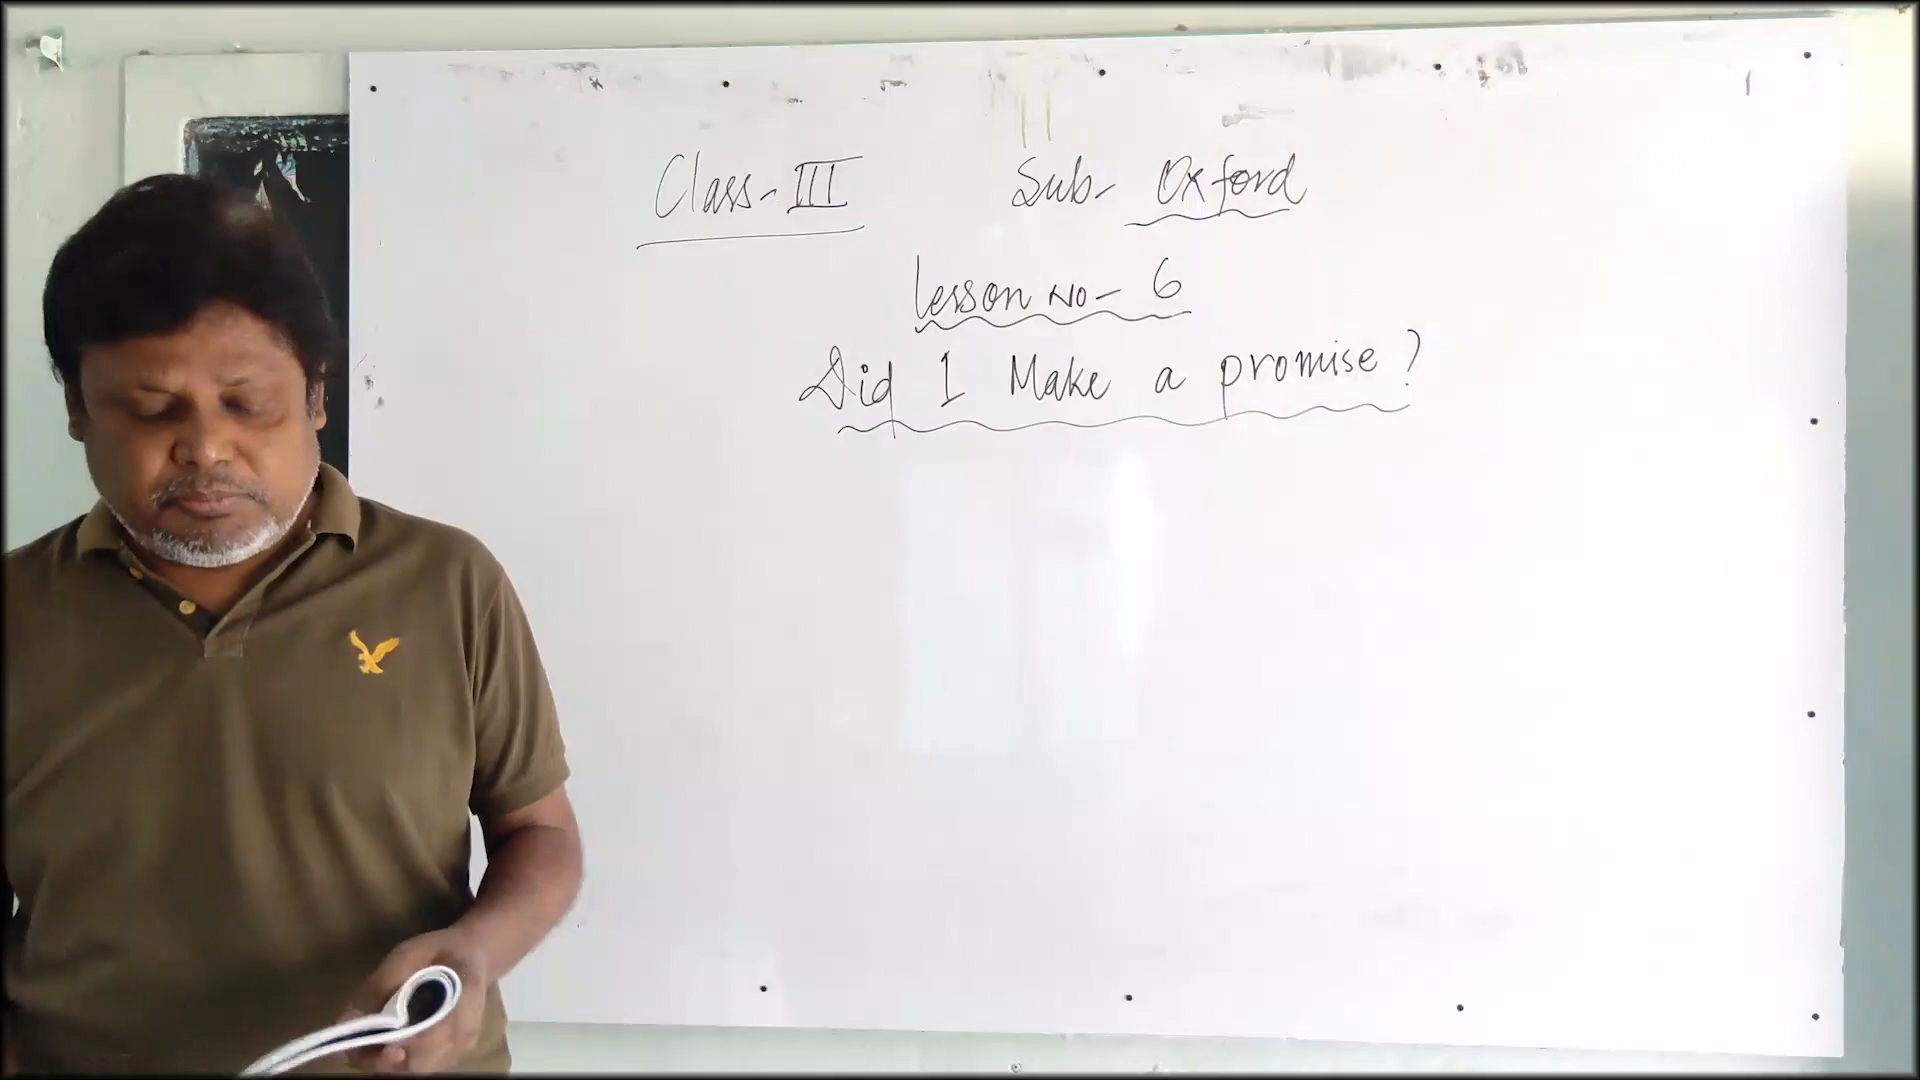 Class-III Sub- Oxford
Lesson No- 6
Did I Make a promise?